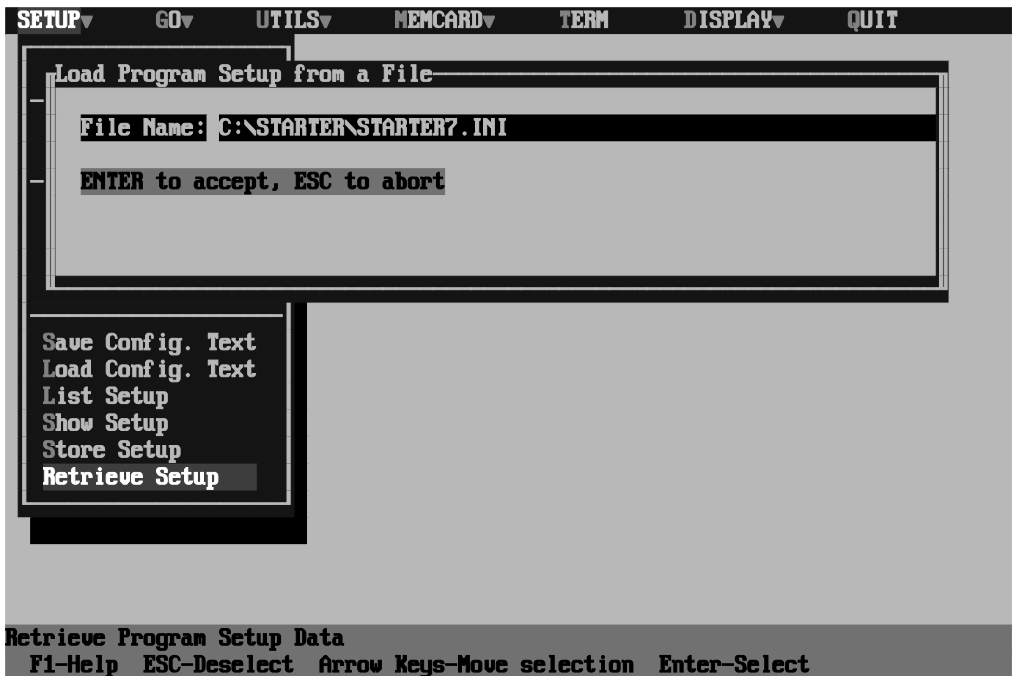 SETUP▼ GO▼ UTILS▼ MEMCARD▼ TERM DISPLAY▼ QUIT
Load Program Setup from a File
File Name: C:\STARTER\STARTER7.INI
ENTER to accept, ESC to abort
Save Config. Text
Load Config. Text
List Setup
Show Setup
Store Setup
Retrieve Setup
Retrieve Program Setup Data
F1-Help ESC-Deselect Arrow Keys-Move selection Enter-Select